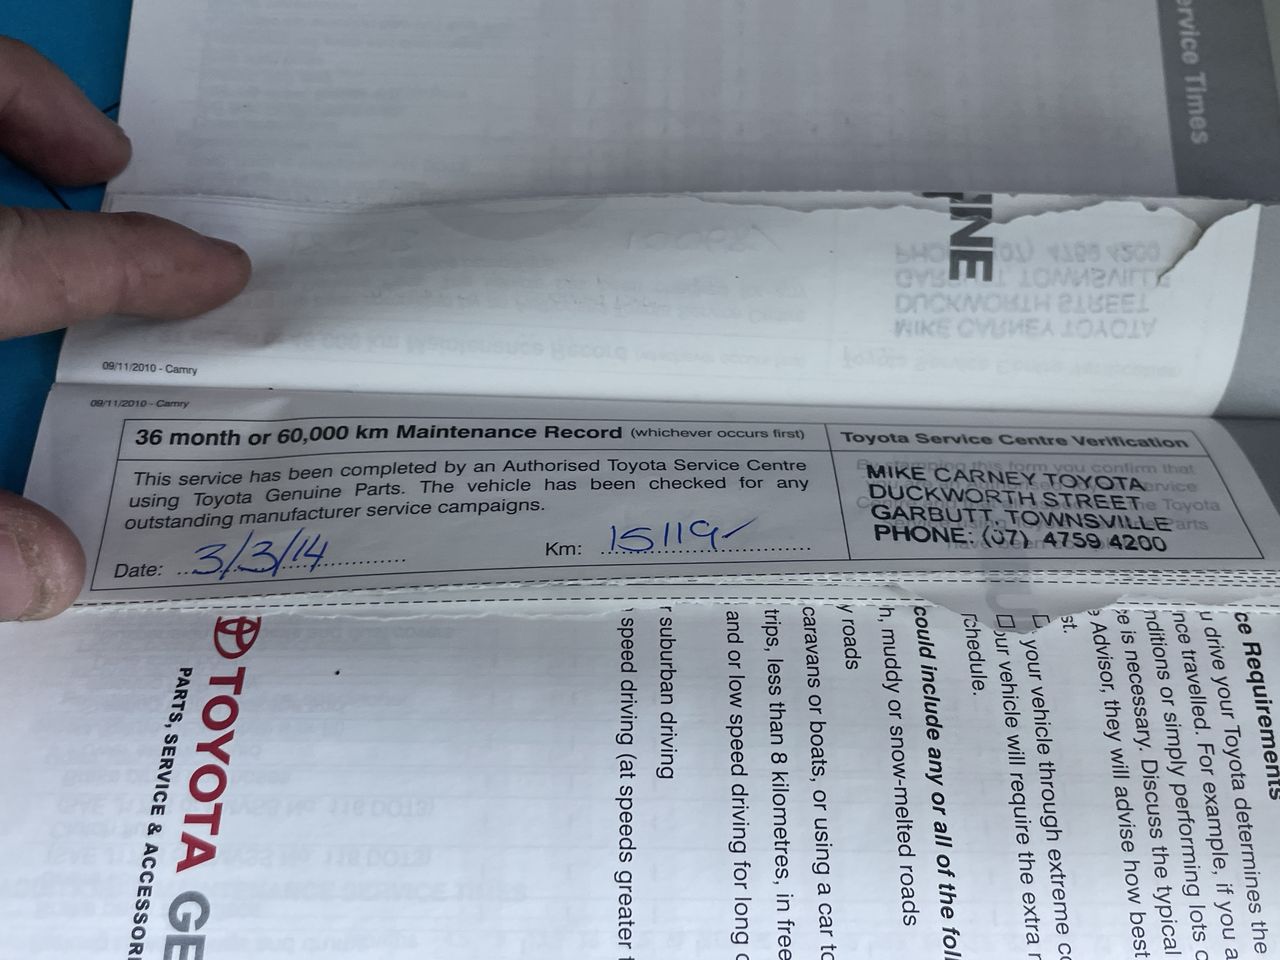 ervice Times
NNE
09/11/2010 - Camry
09/11/2010 - Camry
36 month or 60,000 km Maintenance Record (whichever occurs first)
Toyota Service Centre Verification
This service has been completed by an Authorised Toyota Service Centre
using Toyota Genuine Parts. The vehicle has been checked for any
outstanding manufacturer service campaigns.
Date: 3/3/14
Km: 15119
MIKE CARNEY TOYOTA
DUCKWORTH STREET
GARBUTT, TOWNSVILLE
PHONE: (07) 4759 4200
ce Requirements
u drive your Toyota determines the
nce travelled. For example, if you a
nditions or simply performing lots o
ce is necessary. Discuss the typical
e Advisor, they will advise how best
st.
your vehicle through extreme co
our vehicle will require the extra
chedule.
could include any or all of the foll
h, muddy or snow-melted roads
y roads
caravans or boats, or using a car to
trips, less than 8 kilometres, in free
and or low speed driving for long
r suburban driving
speed driving (at speeds greater
TOYOTA GE
PARTS, SERVICE & ACCESSORI